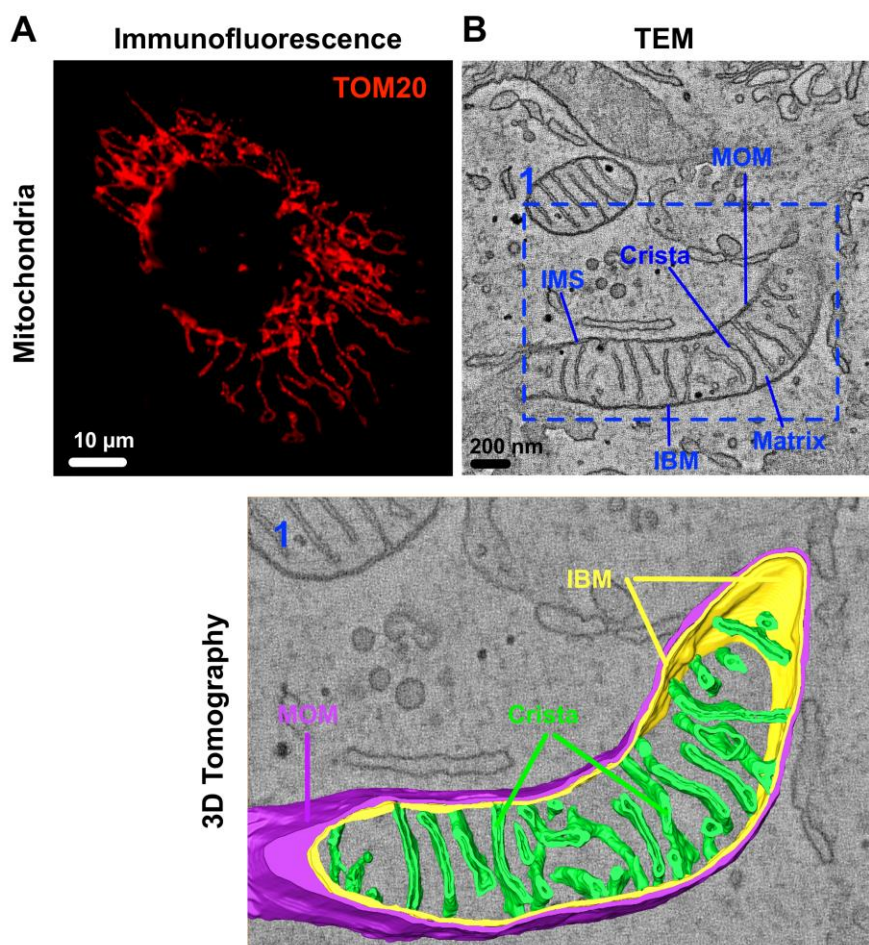 A
Immunofluorescence
B
TEM
Mitochondria
TOM20
10 µm
MOM
1
Crista
IMS
Matrix
IBM
200 nm
3D Tomography
1
IBM
MOM
Crista